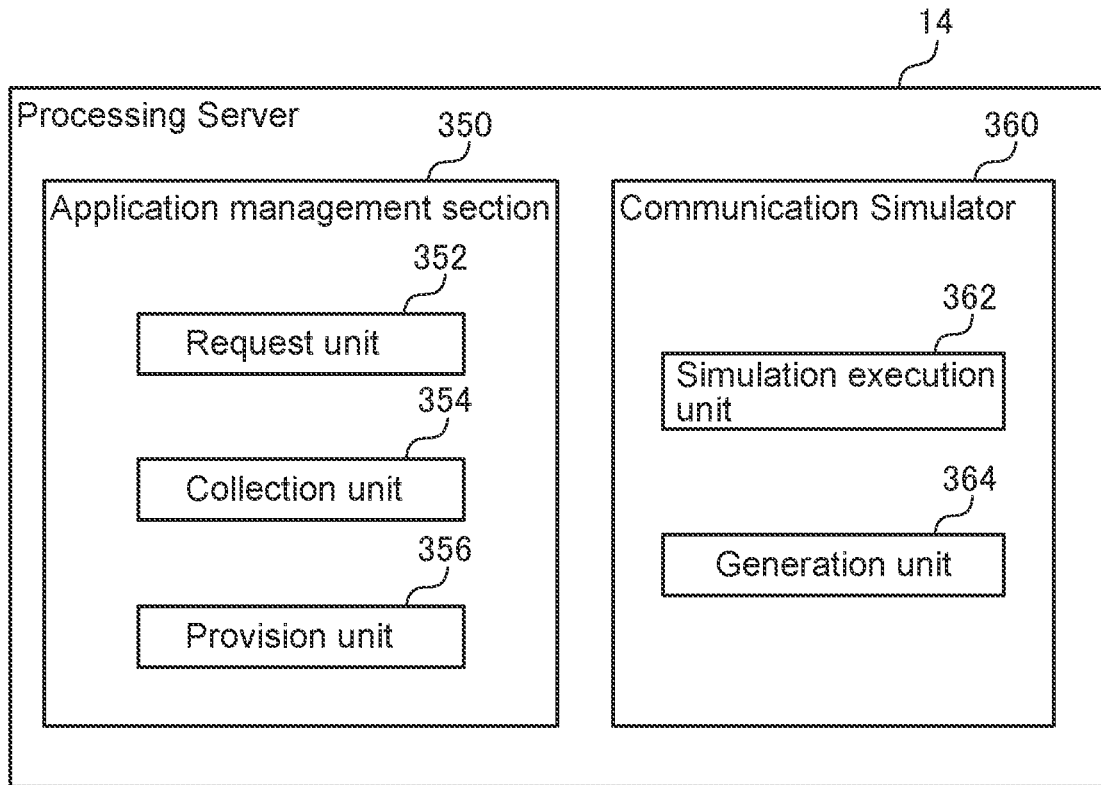 14
Processing Server
350
360
Application management section
Communication Simulator
352
Request unit
362
Simulation execution
unit
354
Collection unit
364
Generation unit
356
Provision unit